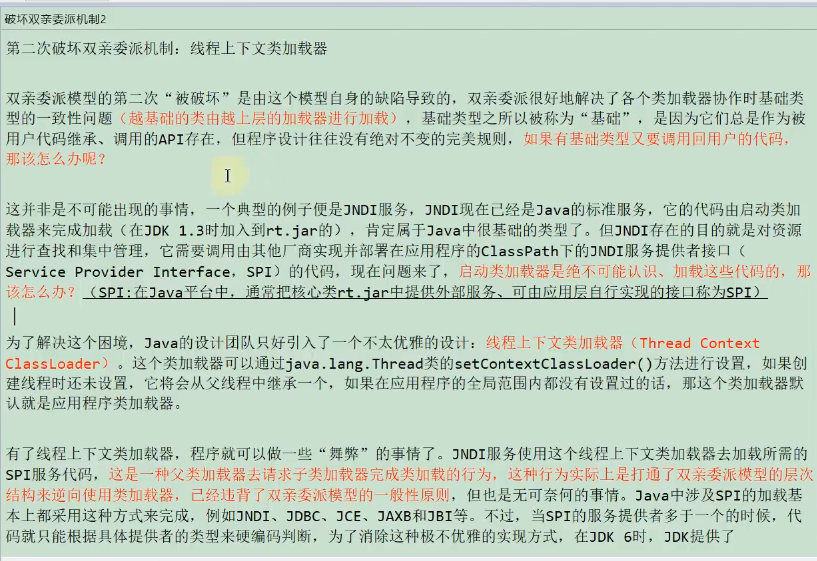 破坏双亲委派机制2
第二次破坏双亲委派机制：线程上下文类加载器
双亲委派模型的第二次“被破坏”是由这个模型自身的缺陷导致的，双亲委派很好地解决了各个类加载器协作时基础类
型的一致性问题（越基础的类由越上层的加载器进行加载），基础类型之所以被称为“基础”，是因为它们总是作为被
用户代码继承、调用的API存在，但程序设计往往没有绝对不变的完美规则，如果有基础类型又要调用回用户的代码，
那该怎么办呢？
这并非是不可能出现的事情，一个典型的例子便是JNDI服务，JNDI现在已经是Java的标准服务，它的代码由启动类加
载器来完成加载（在JDK 1.3时加入到rt.jar的），肯定属于Java中很基础的类型了。但JNDI存在的目的就是对资源
进行查找和集中管理，它需要调用由其他厂商实现并部署在应用程序的ClassPath下的JNDI服务提供者接口（
Service Provider Interface，SPI）的代码，现在问题来了，启动类加载器是绝不可能认识、加载这些代码的，那
该怎么办？（SPI:在Java平台中，通常把核心类rt.jar中提供外部服务、可由应用层自行实现的接口称为SPI）
为了解决这个困境，Java的设计团队只好引入了一个不太优雅的设计：线程上下文类加载器（Thread Context
ClassLoader）。这个类加载器可以通过java.lang.Thread类的setContextClassLoader()方法进行设置，如果创
建线程时还未设置，它将会从父线程中继承一个，如果在应用程序的全局范围内都没有设置过的话，那这个类加载器默
认就是应用程序类加载器。
有了线程上下文类加载器，程序就可以做一些“舞弊”的事情了。JNDI服务使用这个线程上下文类加载器去加载所需的
SPI服务代码，这是一种父类加载器去请求子类加载器完成类加载的行为，这种行为实际上是打通了双亲委派模型的层次
结构来逆向使用类加载器，已经违背了双亲委派模型的一般性原则，但也是无可奈何的事情。Java中涉及SPI的加载基
本上都采用这种方式来完成，例如JNDI、JDBC、JCE、JAXB和JBI等。不过，当SPI的服务提供者多于一个的时候，代
码就只能根据具体提供者的类型来硬编码判断，为了消除这种极不优雅的实现方式，在JDK 6时，JDK提供了